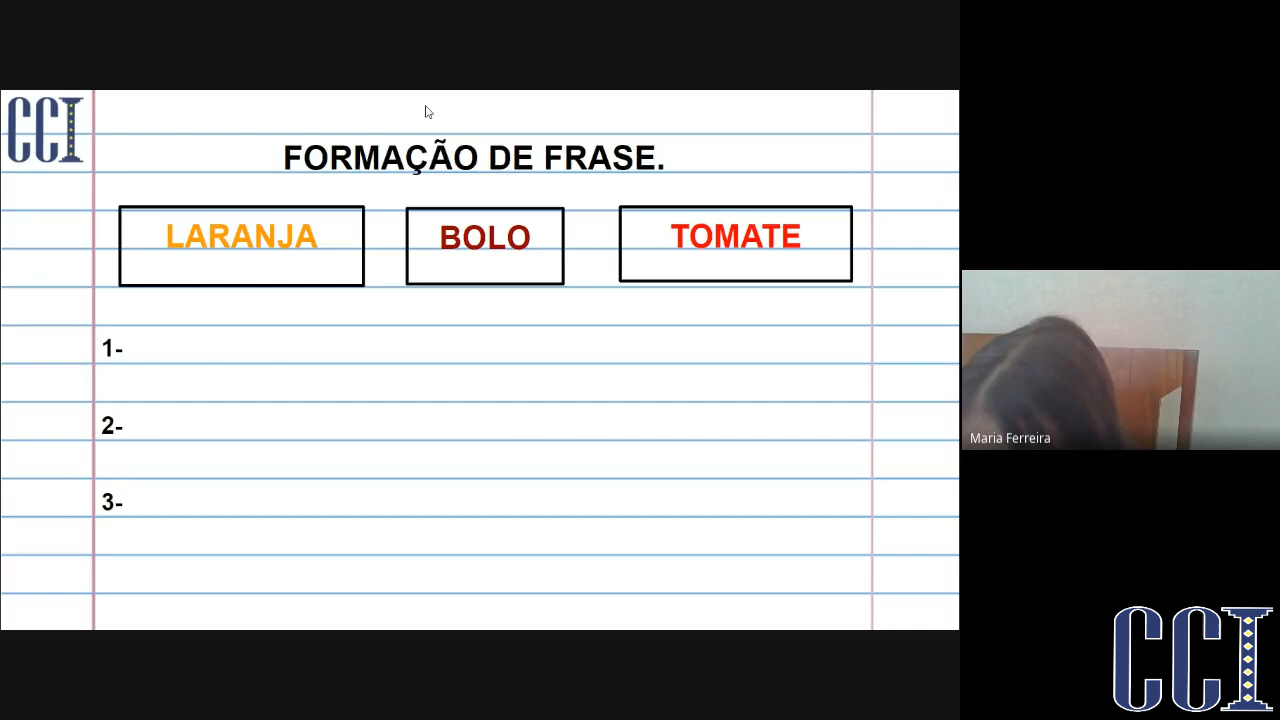 CCI
FORMAÇÃO DE FRASE.
LARANJA
BOLO
TOMATE
1-
2-
3-
Maria Ferreira
CCI